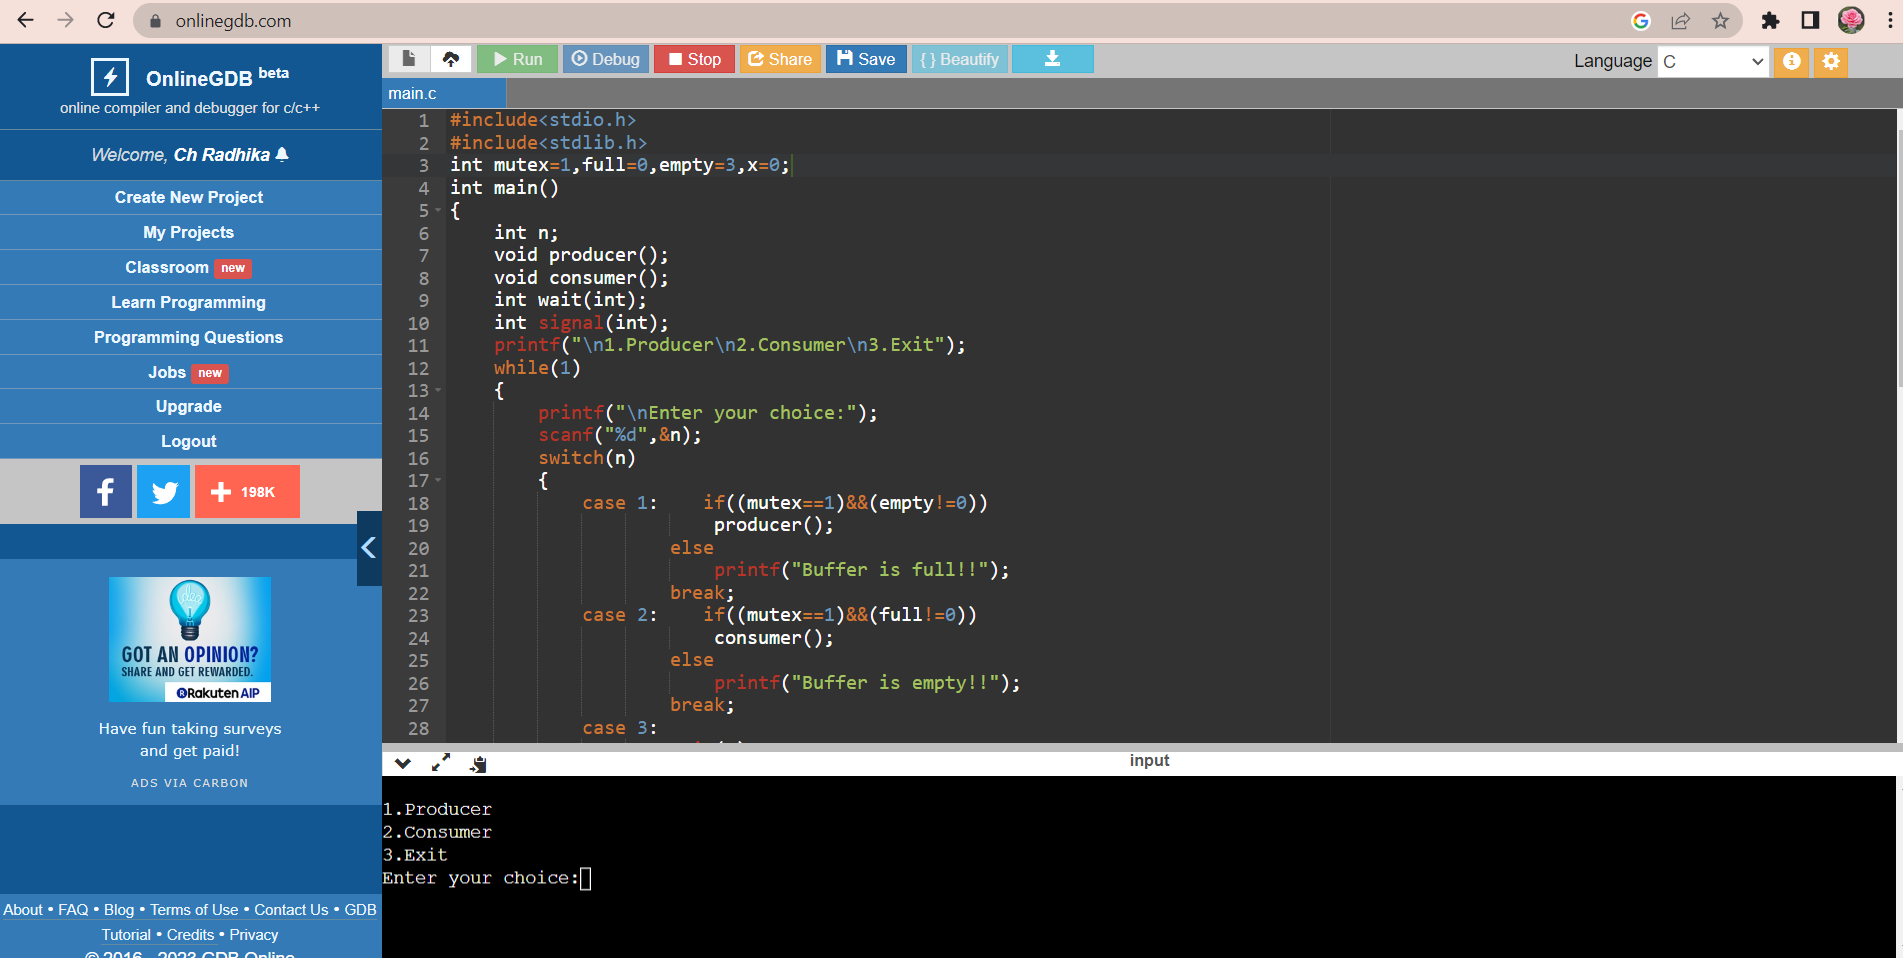 onlinegdb.com
OnlineGDB beta
online compiler and debugger for c/c++
Welcome, Ch Radhika
Create New Project
My Projects
Classroom new
Learn Programming
Programming Questions
Jobs new
Upgrade
Logout
198K
GOT AN OPINION?
SHARE AND GET REWARDED.
Rakuten AIP
Have fun taking surveys
and get paid!
ADS VIA CARBON
About • FAQ • Blog • Terms of Use • Contact Us • GDB
Tutorial • Credits • Privacy
© 2016 - 2023 GDB Online
Run Debug Stop Share Save { } Beautify
Language C
main.c
1 #include<stdio.h>
2 #include<stdlib.h>
3 int mutex=1,full=0,empty=3,x=0;
4 int main()
5 {
6 int n;
7 void producer();
8 void consumer();
9 int wait(int);
10 int signal(int);
11 printf("\n1.Producer\n2.Consumer\n3.Exit");
12 while(1)
13 {
14 printf("\nEnter your choice:");
15 scanf("%d",&n);
16 switch(n)
17 {
18 case 1: if((mutex==1)&&(empty!=0))
19 producer();
20 else
21 printf("Buffer is full!!");
22 break;
23 case 2: if((mutex==1)&&(full!=0))
24 consumer();
25 else
26 printf("Buffer is empty!!");
27 break;
28 case 3:
input
1.Producer
2.Consumer
3.Exit
Enter your choice: